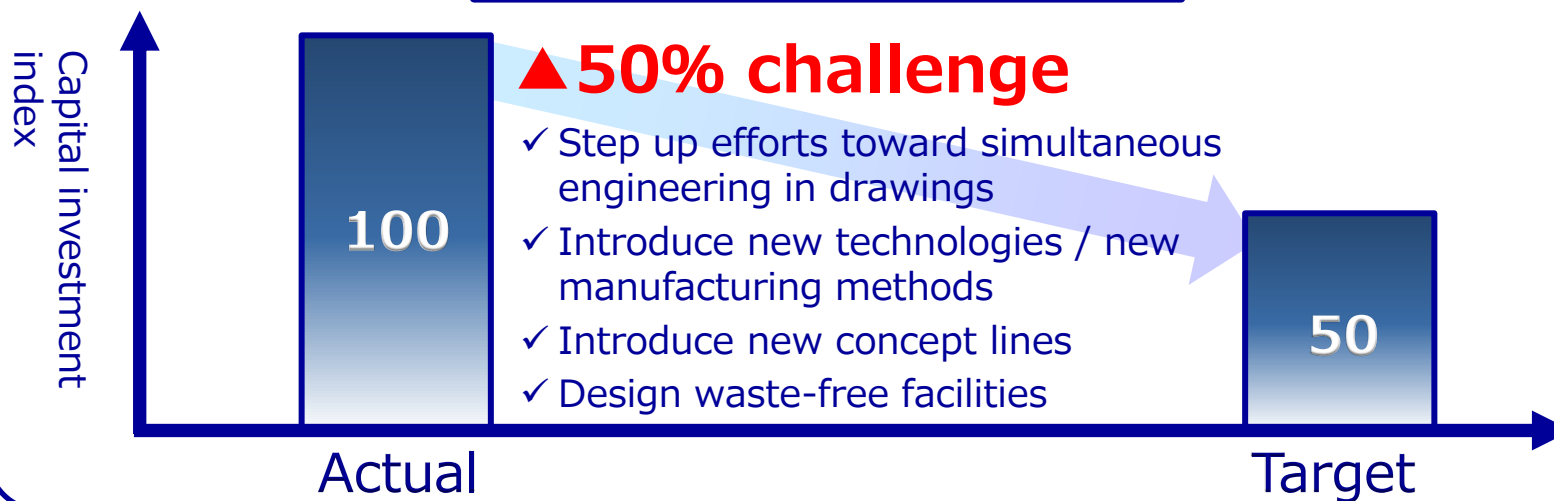 Capital investment
index
▲50% challenge
✓ Step up efforts toward simultaneous
engineering in drawings
✓ Introduce new technologies / new
manufacturing methods
✓ Introduce new concept lines
✓ Design waste-free facilities
100
50
Actual
Target